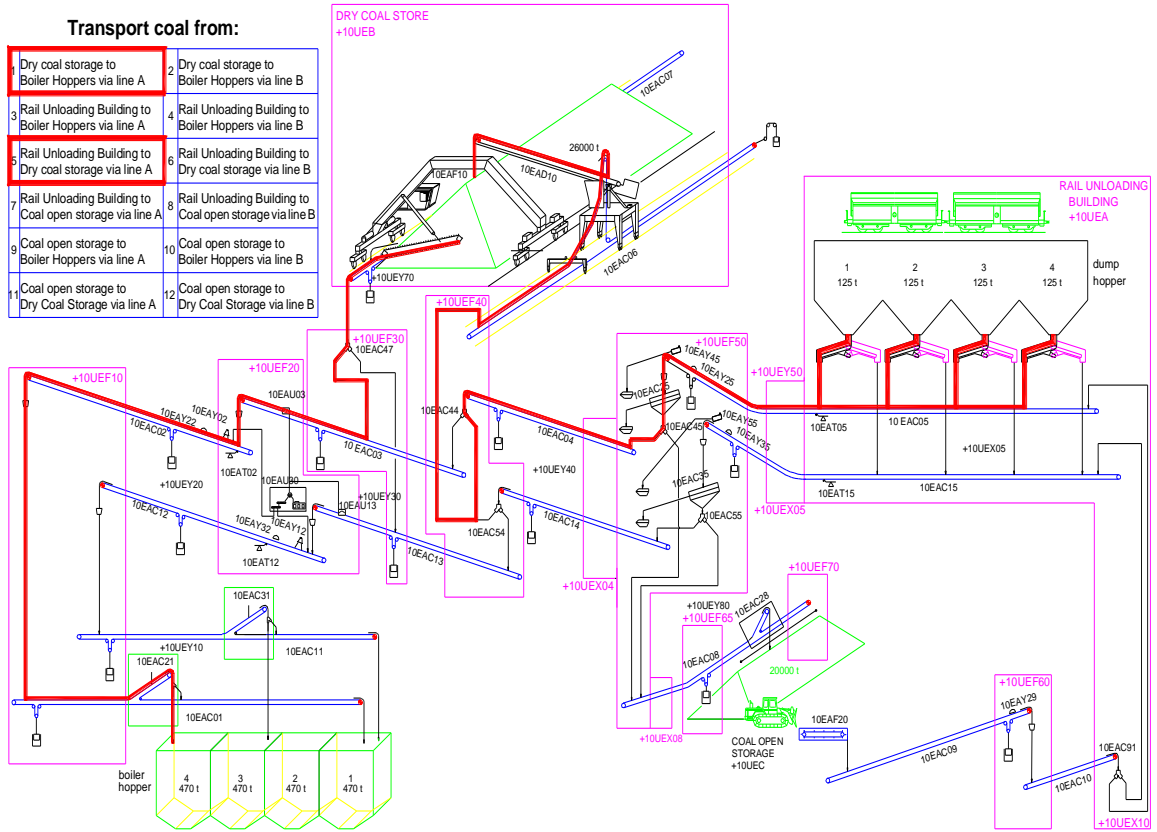 Transport coal from:
1 Dry coal storage to
Boiler Hoppers via line A
2 Dry coal storage to
Boiler Hoppers via line B
3 Rail Unloading Building to
Boiler Hoppers via line A
4 Rail Unloading Building to
Boiler Hoppers via line B
5 Rail Unloading Building to
Dry coal storage via line A
6 Rail Unloading Building to
Dry coal storage via line B
7 Rail Unloading Building to
Coal open storage via line A
8 Rail Unloading Building to
Coal open storage via line B
9 Coal open storage to
Boiler Hoppers via line A
10 Coal open storage to
Boiler Hoppers via line B
11 Coal open storage to
Dry Coal Storage via line A
12 Coal open storage to
Dry Coal Storage via line B
DRY COAL STORE
+10UEB
10EAC07
26000 t
10EAF10
10EAD10
10EAC06
+10UEY70
RAIL UNLOADING
BUILDING
+10UEA
1
125 t
2
125 t
3
125 t
4
125 t
dump
hopper
+10UEF40
+10UEF30
10EAC47
+10UEF50
10EAY45
10EAY25
+10UEY50
+10UEF20
+10UEF10
10EAU03
10EAC25
10EAY22
10EAY02
10EAC02
10EAC44
10EAC04
10EAC45
10EAY55
10EAY35
10EAT05
10 EAC05
10 EAC03
+10UEX05
10EAT02
10EAU30
+10UEY40
10EAC35
+10UEY20
+10UEY30
10EAU13
10EAT15
10EAC15
10EAC12
10EAY32
10EAY12
10EAC54
10EAC14
10EAC55
+10UEX05
10EAT12
10EAC13
+10UEX04
+10UEF70
10EAC31
+10UEY80
10EAC28
+10UEF65
+10UEY10
10EAC11
10EAC21
10EAC08
20000 t
+10UEF60
10EAC01
10EAY29
10EAF20
+10UEX08
COAL OPEN
STORAGE
+10UEC
10EAC09
10EAC91
10EAC10
boiler
hopper
4
470 t
3
470 t
2
470 t
1
470 t
+10UEX10